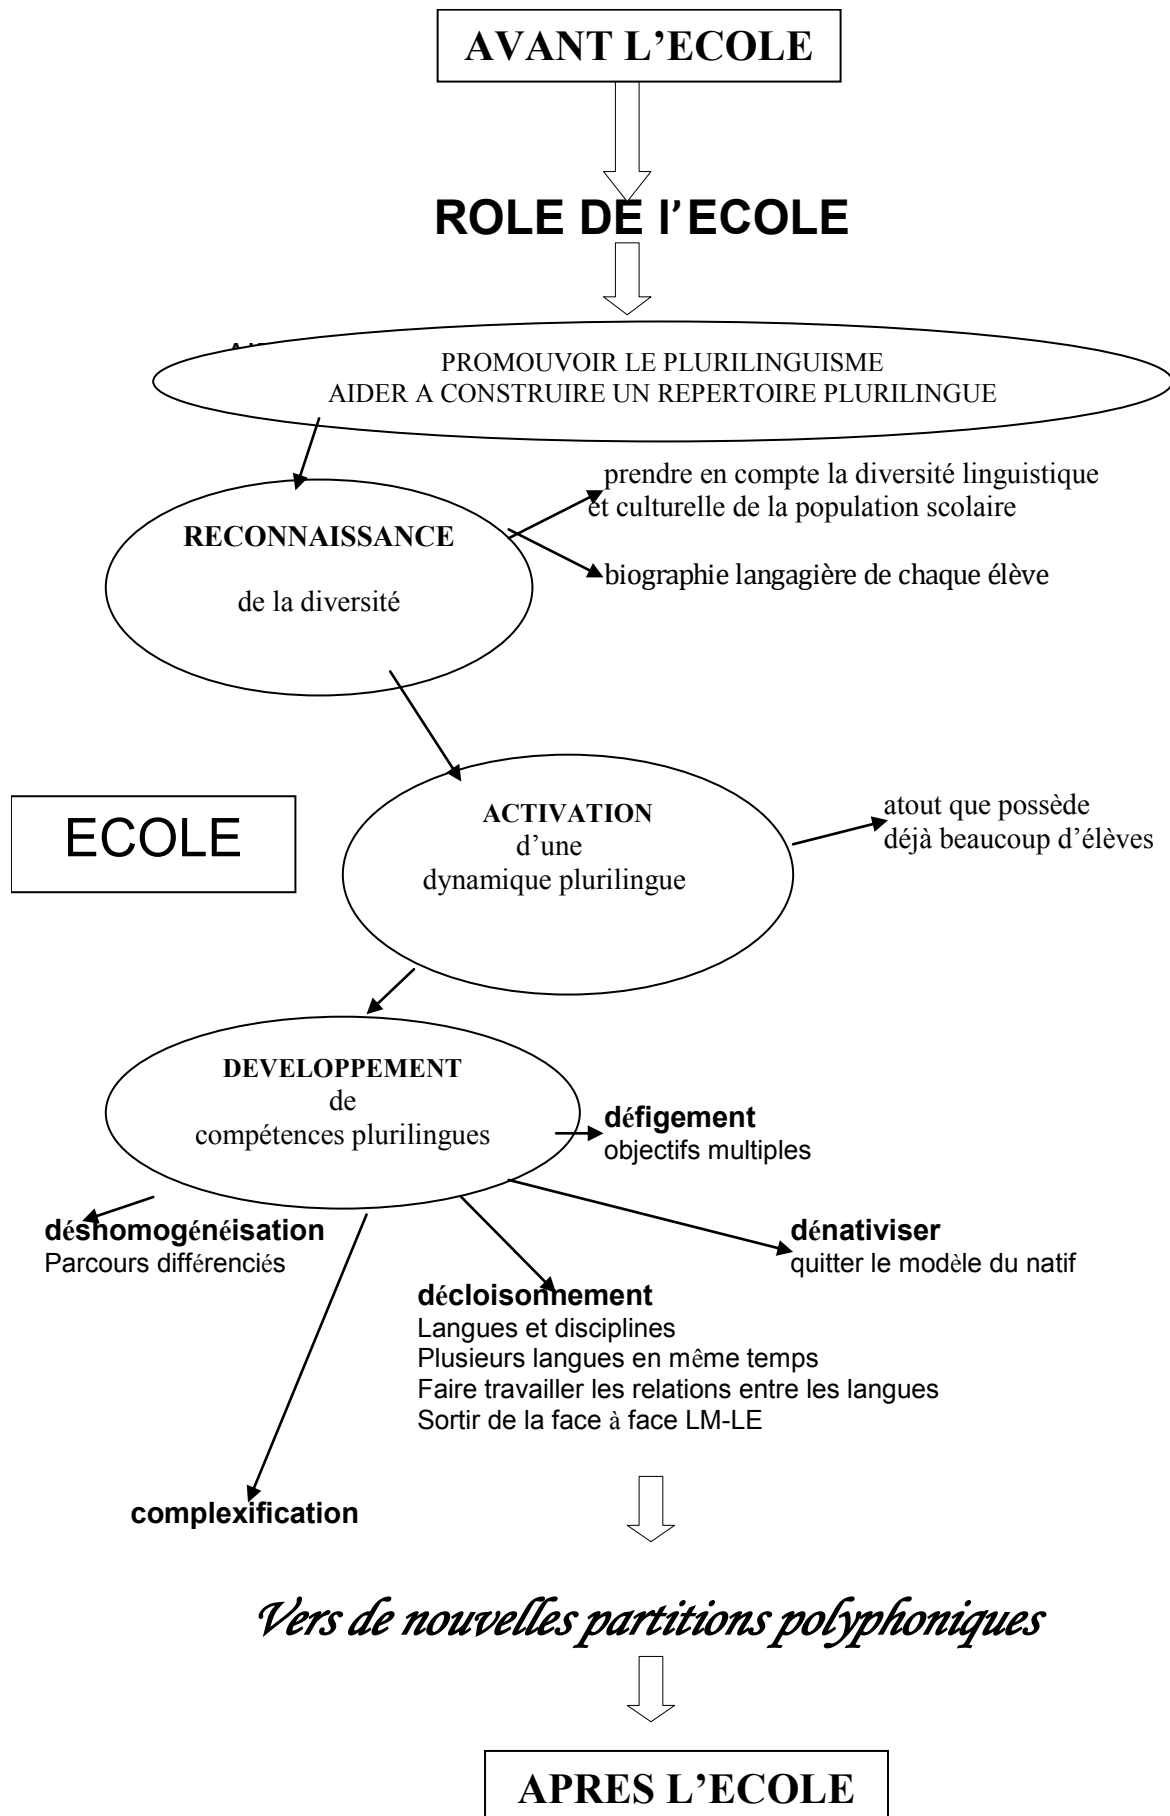 AVANT L’ECOLE
ROLE DE l’ECOLE
PROMOUVOIR LE PLURILINGUISME
AIDER A CONSTRUIRE UN REPERTOIRE PLURILINGUE
prendre en compte la diversité linguistique
et culturelle de la population scolaire
RECONNAISSANCE
de la diversité
biographie langagière de chaque élève
ECOLE
ACTIVATION
d’une
dynamique plurilingue
atout que possède
déjà beaucoup d’élèves
DEVELOPPEMENT
de
compétences plurilingues
défigement
objectifs multiples
déshomogénéisation
Parcours différenciés
dénativiser
quitter le modèle du natif
décloisonnement
Langues et disciplines
Plusieurs langues en même temps
Faire travailler les relations entre les langues
Sortir de la face à face LM-LE
complexification
Vers de nouvelles partitions polyphoniques
APRES L’ECOLE